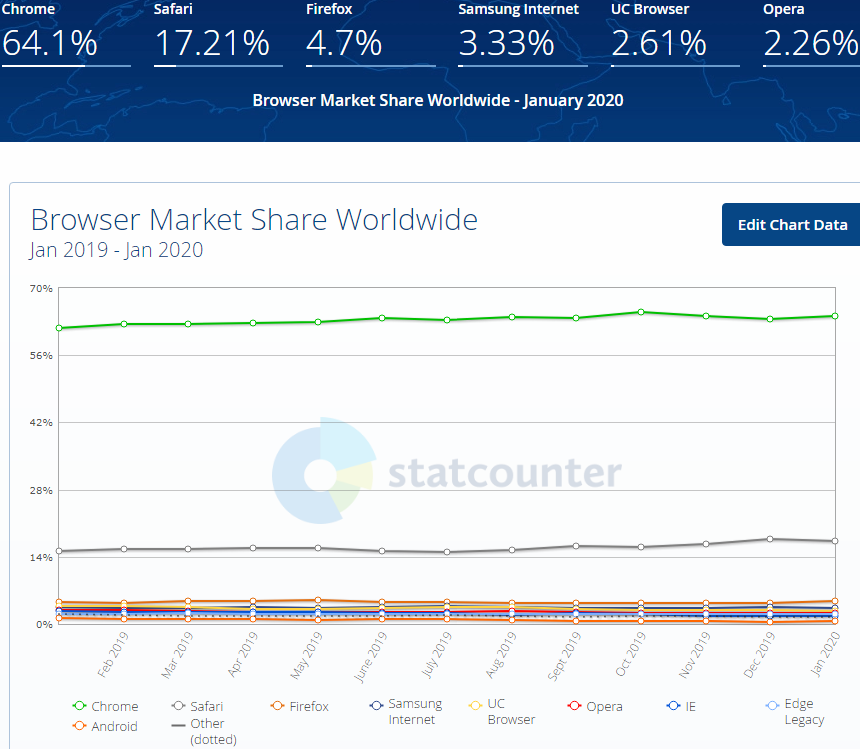 Chrome Safari Firefox Samsung Internet UC Browser Opera
64.1% 17.21% 4.7% 3.33% 2.61% 2.26%
Browser Market Share Worldwide - January 2020
Browser Market Share Worldwide
Jan 2019 - Jan 2020
Edit Chart Data
70%
56%
42%
statcounter
28%
14%
0%
Feb 2019 Mar 2019 Apr 2019 May 2019 June 2019 July 2019 Aug 2019 Sept 2019 Oct 2019 Nov 2019 Dec 2019 Jan 2020
Chrome Safari Firefox Samsung Internet UC Browser Opera IE Edge Legacy
Android Other (dotted)